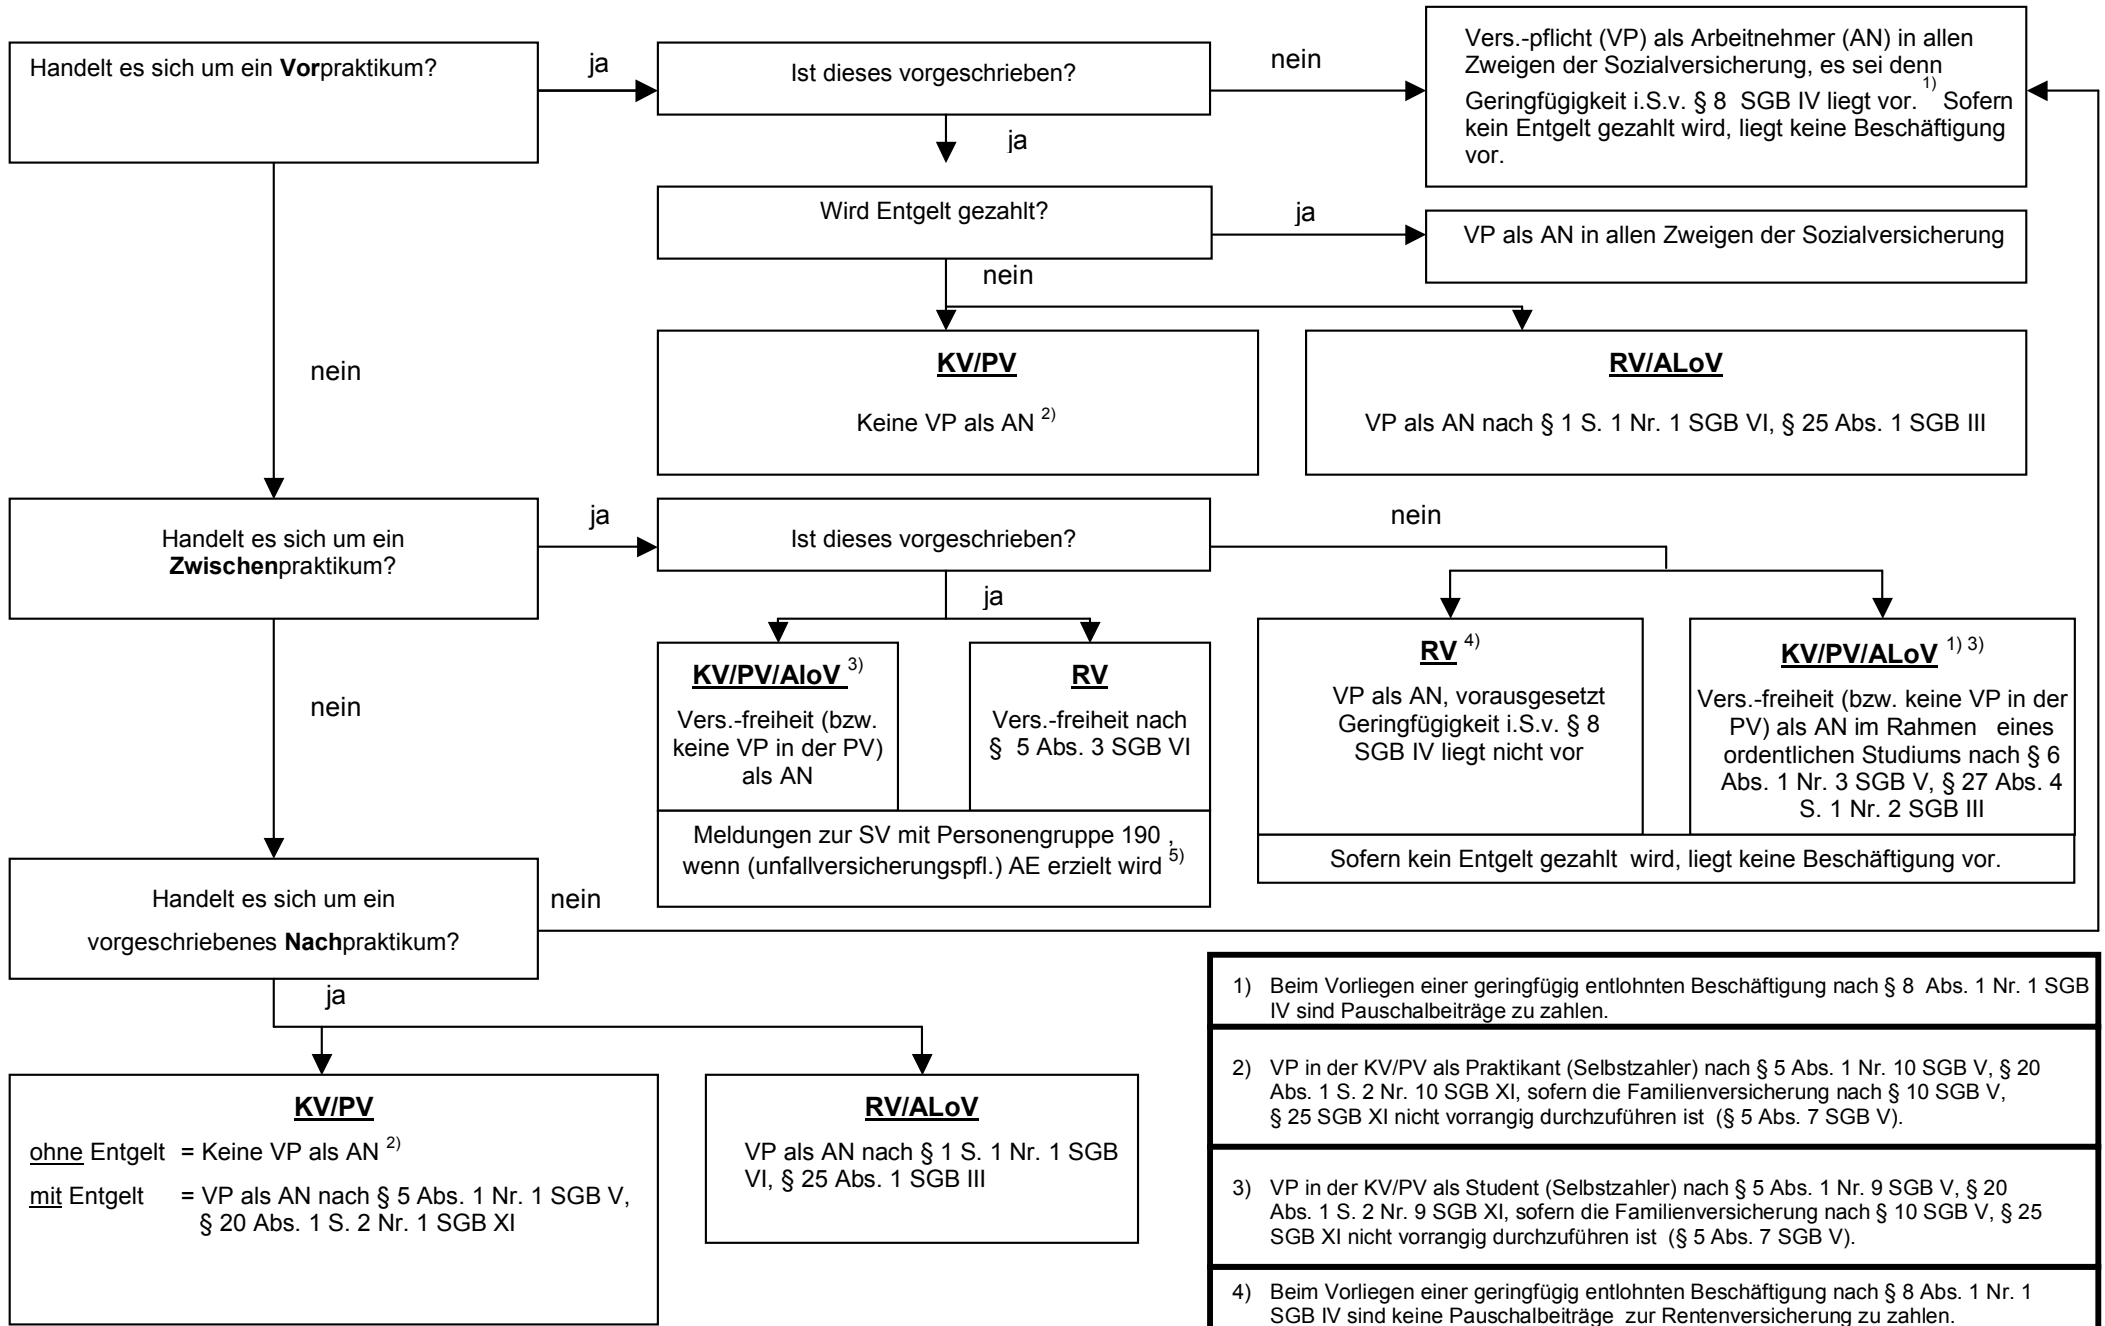 Handelt es sich um ein Vorpraktikum?
ja
Ist dieses vorgeschrieben?
nein
Vers.-pflicht (VP) als Arbeitnehmer (AN) in allen
Zweigen der Sozialversicherung, es sei denn
Geringfügigkeit i.S.v. § 8 SGB IV liegt vor. 1) Sofern
kein Entgelt gezahlt wird, liegt keine Beschäftigung
vor.
ja
Wird Entgelt gezahlt?
ja
VP als AN in allen Zweigen der Sozialversicherung
nein
KV/PV
Keine VP als AN 2)
RV/ALoV
VP als AN nach § 1 S. 1 Nr. 1 SGB VI, § 25 Abs. 1 SGB III
nein
Handelt es sich um ein
Zwischenpraktikum?
ja
Ist dieses vorgeschrieben?
nein
ja
KV/PV/AloV 3)
Vers.-freiheit (bzw.
keine VP in der PV)
als AN
RV
Vers.-freiheit nach
§ 5 Abs. 3 SGB VI
Meldungen zur SV mit Personengruppe 190 ,
wenn (unfallversicherungspfl.) AE erzielt wird 5)
RV 4)
VP als AN, vorausgesetzt
Geringfügigkeit i.S.v. § 8
SGB IV liegt nicht vor
KV/PV/ALoV 1) 3)
Vers.-freiheit (bzw. keine VP in der
PV) als AN im Rahmen eines
ordentlichen Studiums nach § 6
Abs. 1 Nr. 3 SGB V, § 27 Abs. 4
S. 1 Nr. 2 SGB III
Sofern kein Entgelt gezahlt wird, liegt keine Beschäftigung vor.
nein
Handelt es sich um ein
vorgeschriebenes Nachpraktikum?
nein
ja
KV/PV
ohne Entgelt = Keine VP als AN 2)
mit Entgelt = VP als AN nach § 5 Abs. 1 Nr. 1 SGB V,
§ 20 Abs. 1 S. 2 Nr. 1 SGB XI
RV/ALoV
VP als AN nach § 1 S. 1 Nr. 1 SGB
VI, § 25 Abs. 1 SGB III
1) Beim Vorliegen einer geringfügig entlohnten Beschäftigung nach § 8 Abs. 1 Nr. 1 SGB
IV sind Pauschalbeiträge zu zahlen.
2) VP in der KV/PV als Praktikant (Selbstzahler) nach § 5 Abs. 1 Nr. 10 SGB V, § 20
Abs. 1 S. 2 Nr. 10 SGB XI, sofern die Familienversicherung nach § 10 SGB V,
§ 25 SGB XI nicht vorrangig durchzuführen ist (§ 5 Abs. 7 SGB V).
3) VP in der KV/PV als Student (Selbstzahler) nach § 5 Abs. 1 Nr. 9 SGB V, § 20
Abs. 1 S. 2 Nr. 9 SGB XI, sofern die Familienversicherung nach § 10 SGB V, § 25
SGB XI nicht vorrangig durchzuführen ist (§ 5 Abs. 7 SGB V).
4) Beim Vorliegen einer geringfügig entlohnten Beschäftigung nach § 8 Abs. 1 Nr. 1
SGB IV sind keine Pauschalbeiträge zur Rentenversicherung zu zahlen.